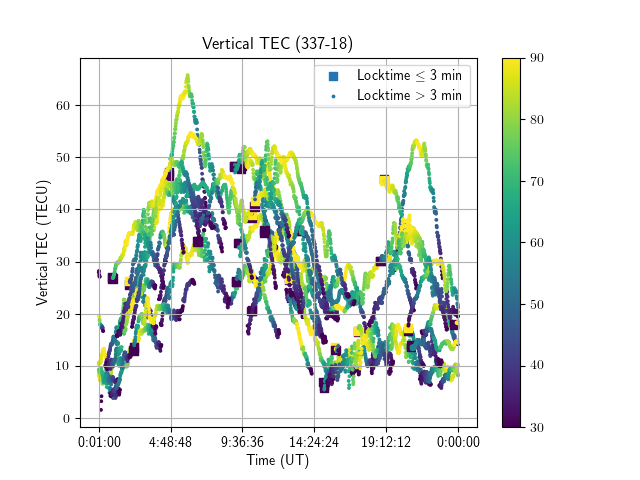 Vertical TEC (337-18)
Locktime ≤ 3 min
Locktime > 3 min
Vertical TEC (TECU)
60
50
40
30
20
10
0
0:01:00 4:48:48 9:36:36 14:24:24 19:12:12 0:00:00
Time (UT)
90
80
70
60
50
40
30